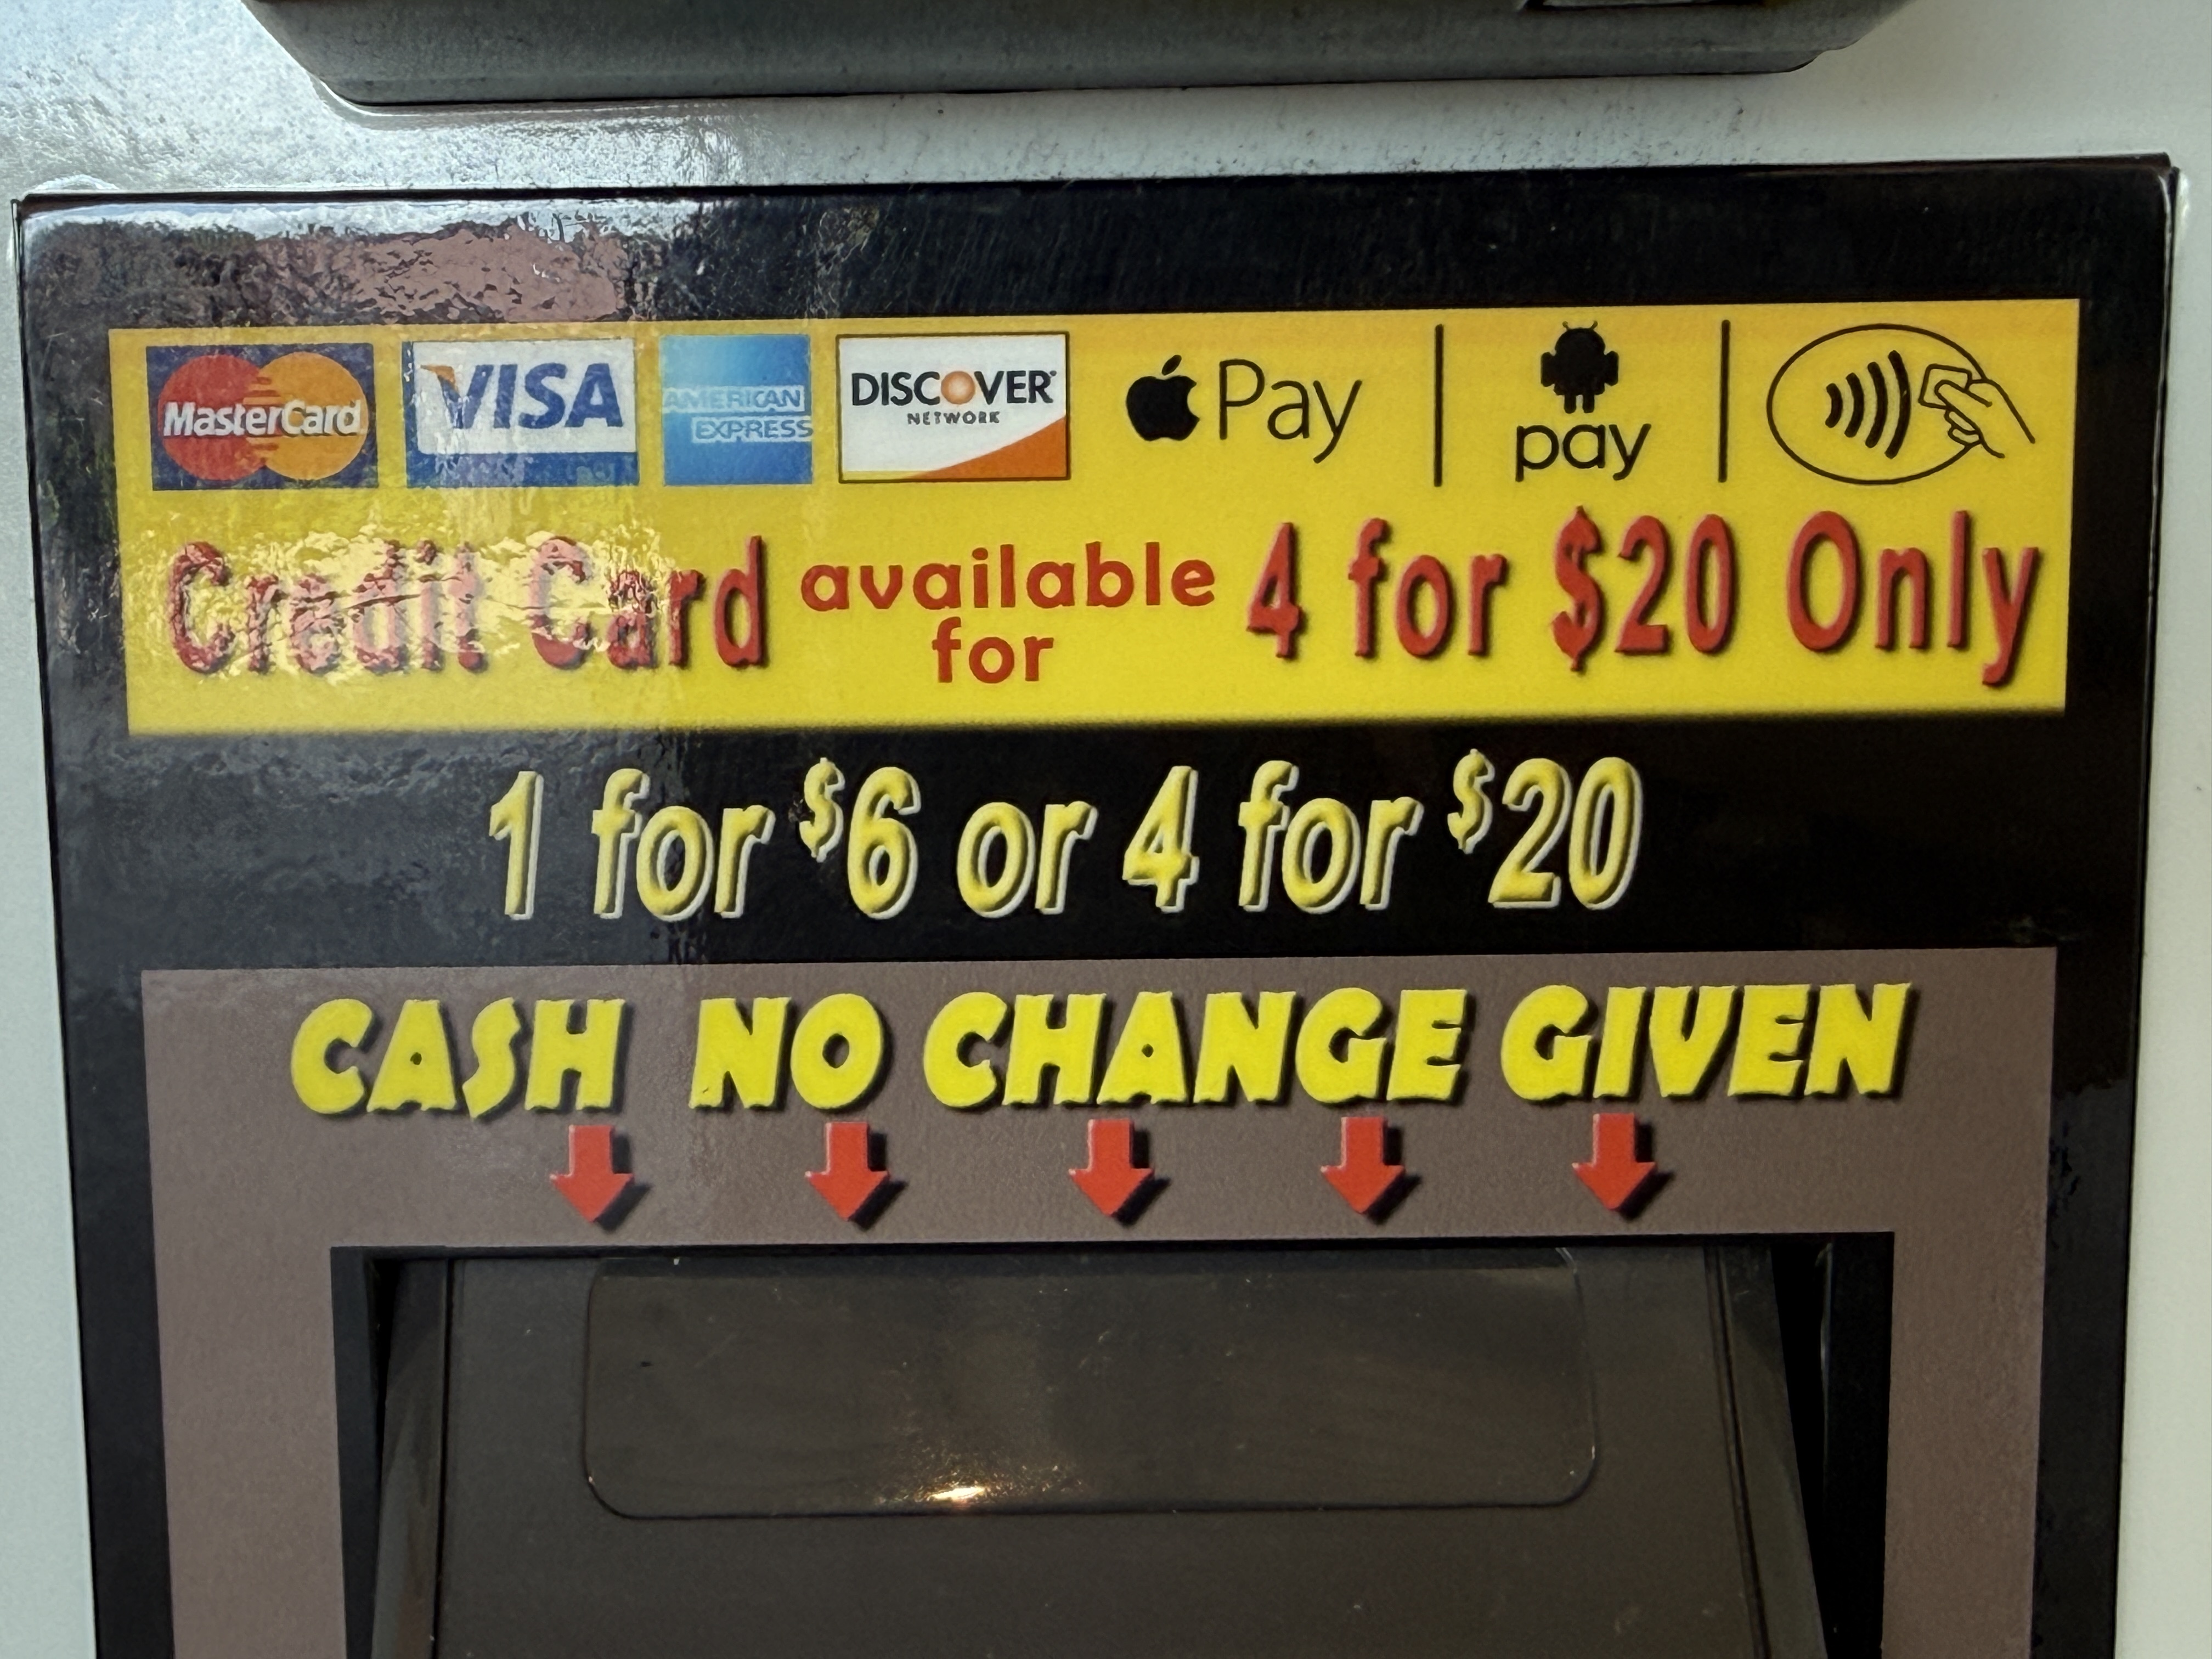 MasterCard VISA AMERICAN EXPRESS DISCOVER NETWORK Pay pay
Credit Card available for 4 for $20 Only
1 for $6 or 4 for $20
CASH NO CHANGE GIVEN